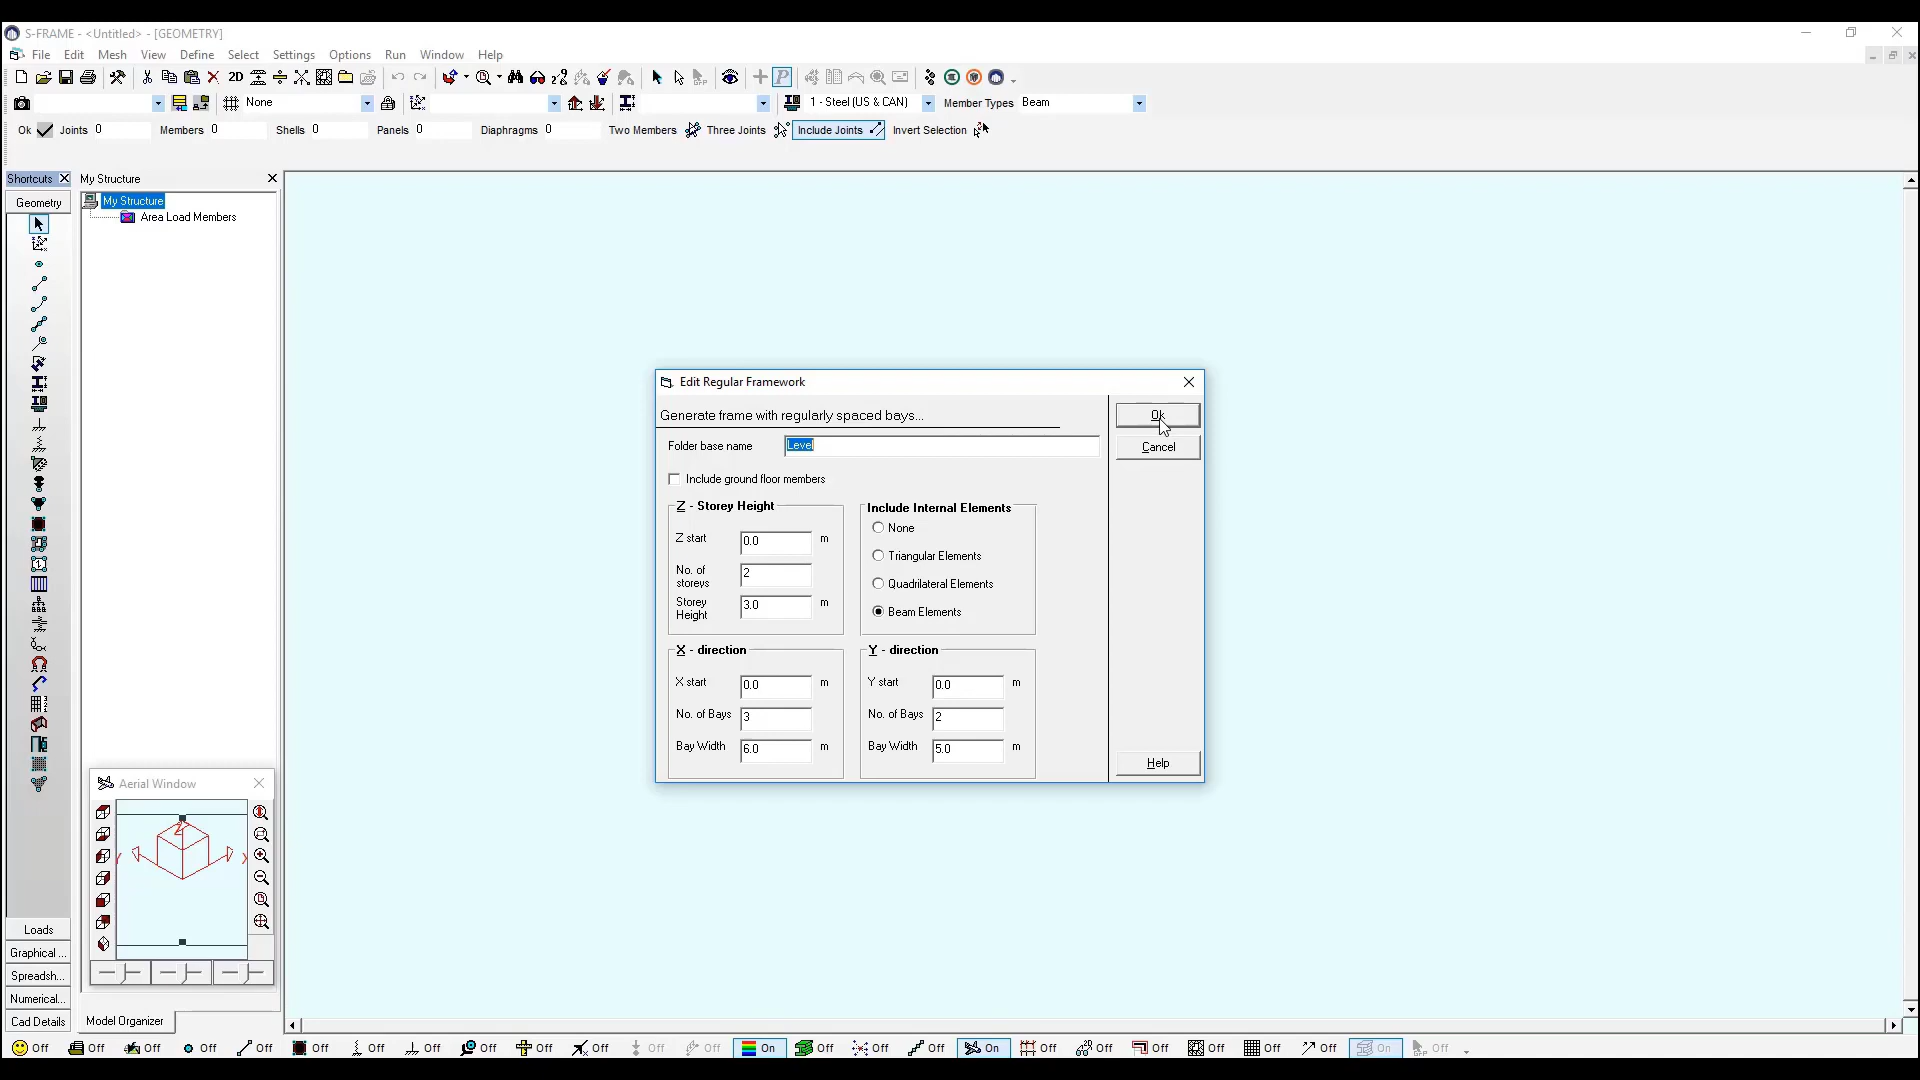 S-FRAME - <Untitled> - [GEOMETRY]
File Edit Mesh View Define Select Settings Options Run Window Help
2D
None 1 - Steel (US & CAN) Member Types Beam
Ok Joints 0 Members 0 Shells 0 Panels 0 Diaphragms 0 Two Members Three Joints Include Joints Invert Selection
Shortcuts
Geometry
Loads
Graphical ...
Spreadsh...
Numerical...
Cad Details
My Structure
My Structure
Area Load Members
Aerial Window
Z
Y X
Model Organizer
Edit Regular Framework
Generate frame with regularly spaced bays...
Folder base name Level
Include ground floor members
Z - Storey Height
Z start 0.0 m
No. of storeys 2
Storey Height 3.0 m
Include Internal Elements
None
Triangular Elements
Quadrilateral Elements
Beam Elements
X - direction
X start 0.0 m
No. of Bays 3
Bay Width 6.0 m
Y - direction
Y start 0.0 m
No. of Bays 2
Bay Width 5.0 m
Ok
Cancel
Help
Off Off Off Off Off Off Off Off Off Off Off Off Off On Off Off Off On Off Off Off Off Off Off On Off